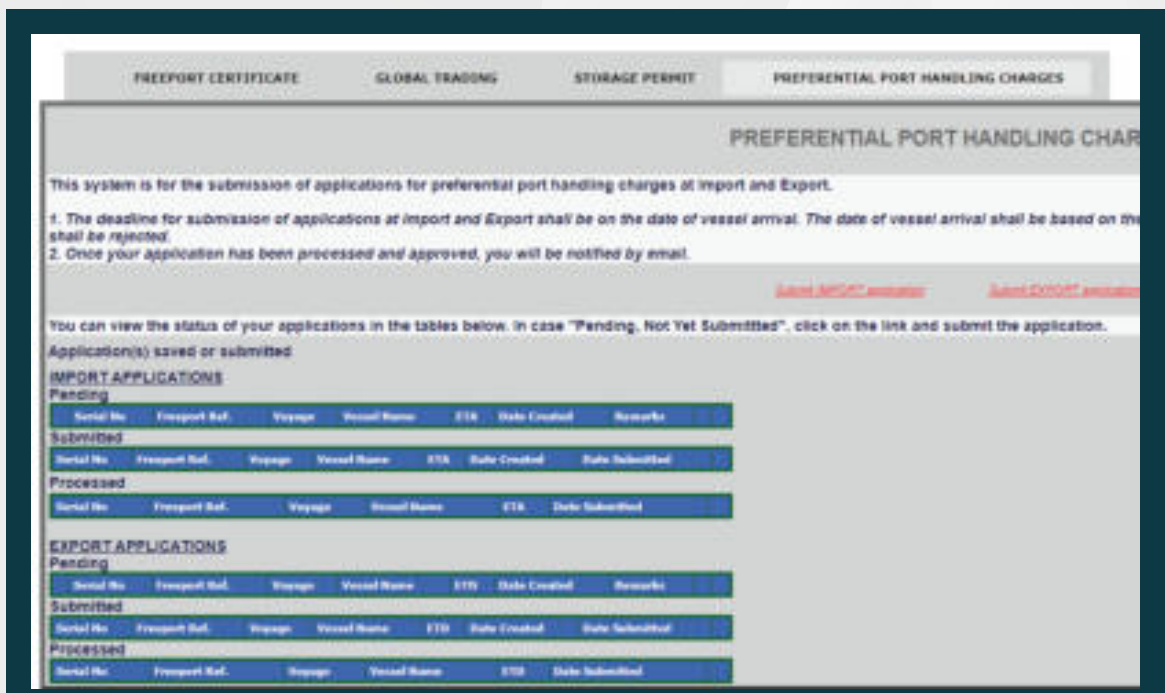 FREEPORT CERTIFICATE GLOBAL TRADING STORAGE PERMIT PREFERENTIAL PORT HANDLING CHARGES
PREFERENTIAL PORT HANDLING CHAR
This system is for the submission of applications for preferential port handling charges at Import and Export.
1. The deadline for submission of applications at Import and Export shall be on the date of vessel arrival. The date of vessel arrival shall be based on the
shall be rejected.
2. Once your application has been processed and approved, you will be notified by email.
Submit IMPORT application Submit EXPORT application
You can view the status of your applications in the tables below. In case "Pending, Not Yet Submitted", click on the link and submit the application.
Application(s) saved or submitted
IMPORT APPLICATIONS
Pending
Serial No Freeport Ref. Voyage Vessel Name ETA Date Created Remarks
Submitted
Serial No Freeport Ref. Voyage Vessel Name ETA Date Created Date Submitted
Processed
Serial No Freeport Ref. Voyage Vessel Name ETA Date Submitted
EXPORT APPLICATIONS
Pending
Serial No Freeport Ref. Voyage Vessel Name ETD Date Created Remarks
Submitted
Serial No Freeport Ref. Voyage Vessel Name ETD Date Created Date Submitted
Processed
Serial No Freeport Ref. Voyage Vessel Name ETD Date Submitted